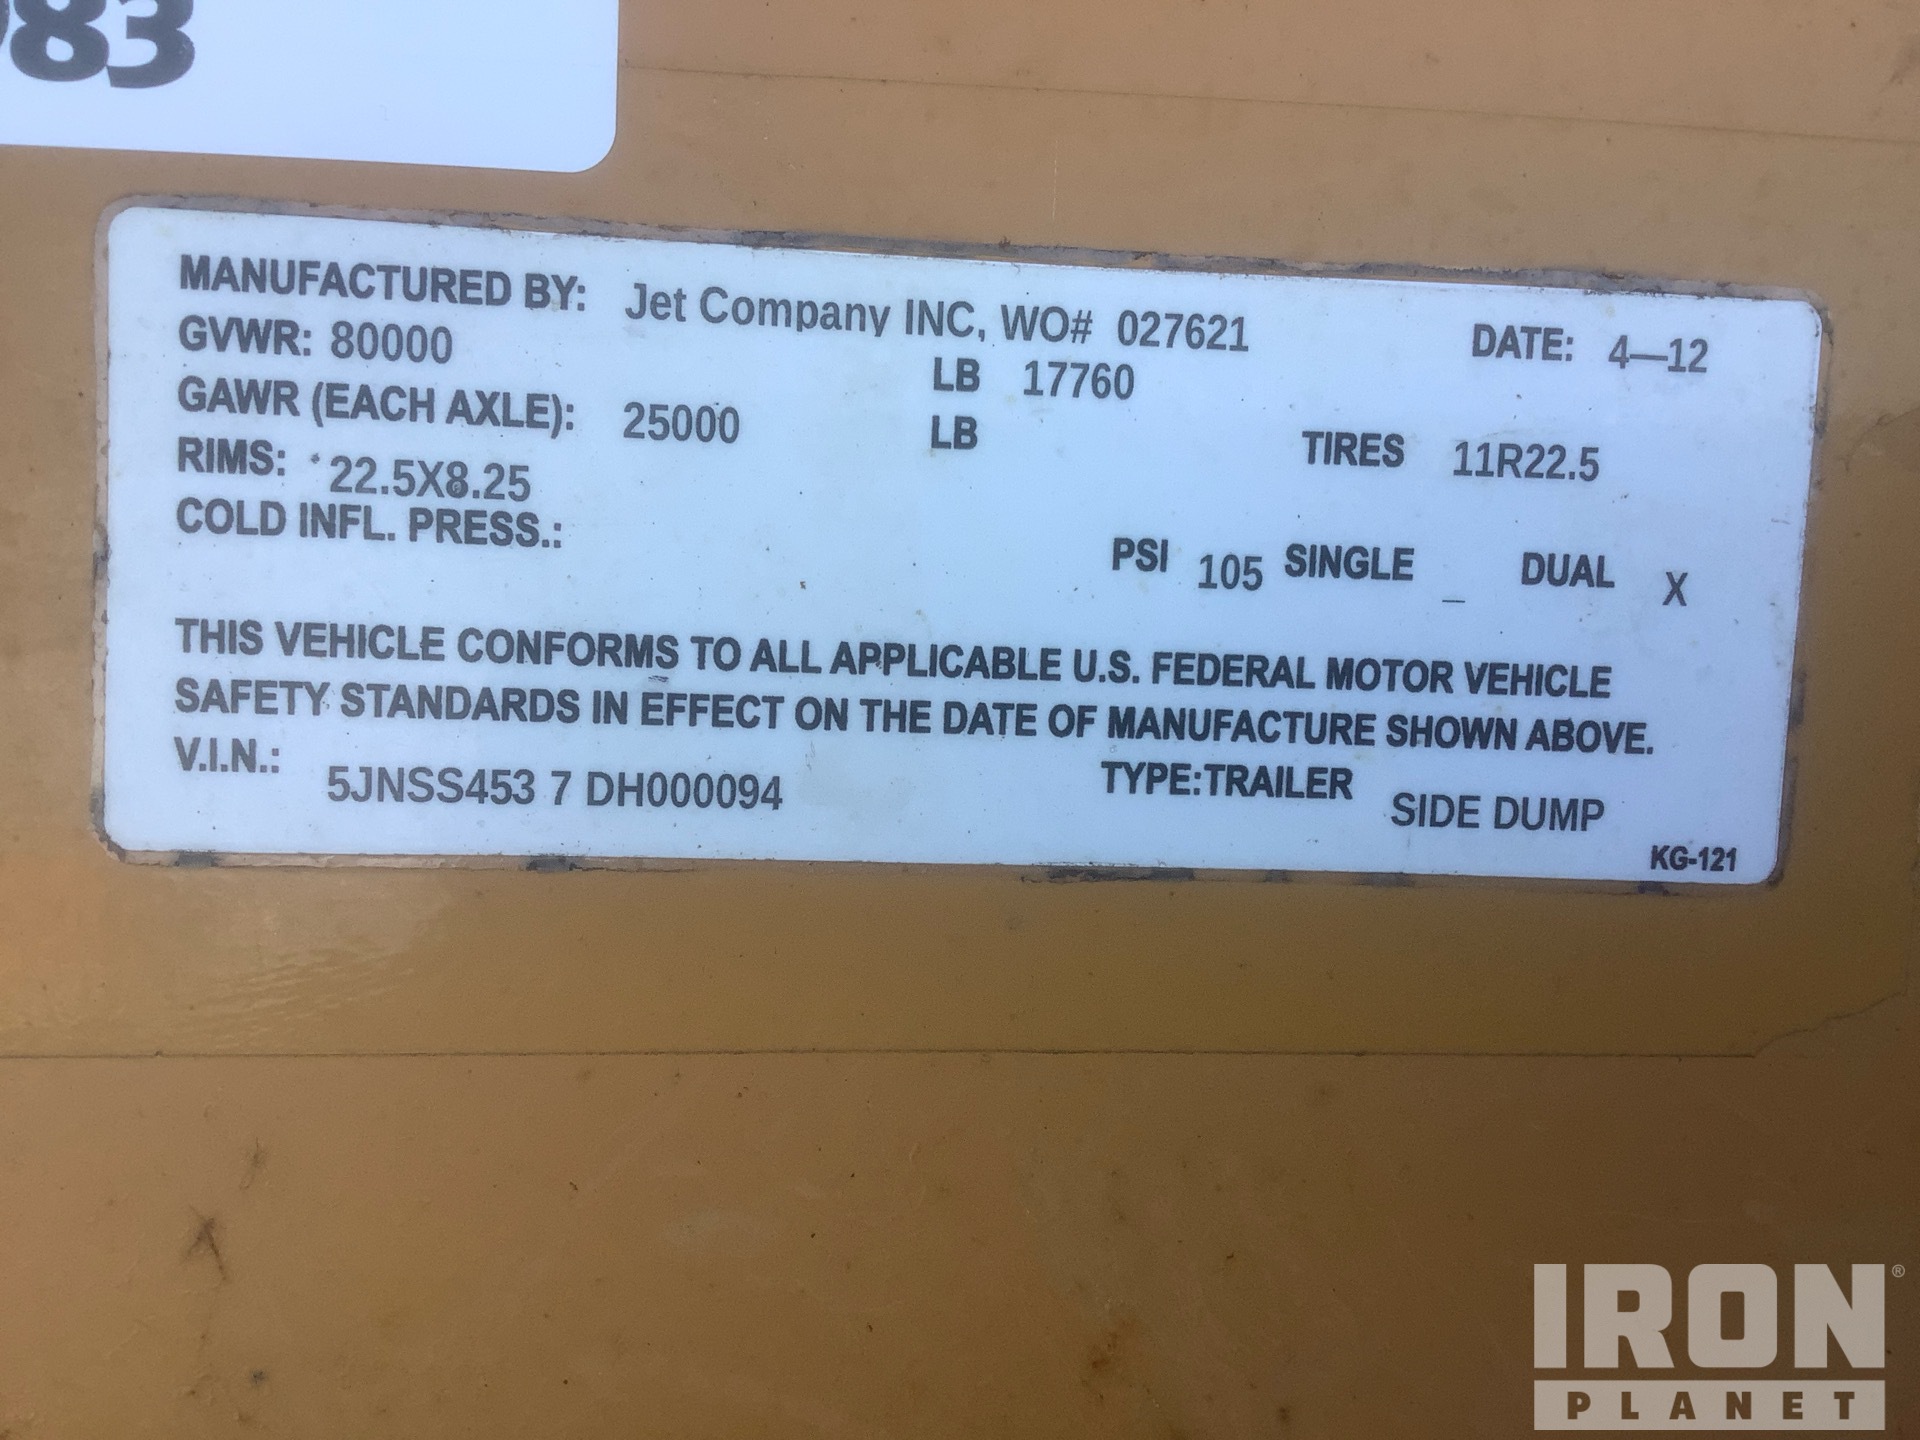 83
MANUFACTURED BY: Jet Company INC, WO# 027621 DATE: 4—12
GVWR: 80000 LB 17760
GAWR (EACH AXLE): 25000 LB TIRES 11R22.5
RIMS: 22.5X8.25
COLD INFL. PRESS.: PSI 105 SINGLE _ DUAL X
THIS VEHICLE CONFORMS TO ALL APPLICABLE U.S. FEDERAL MOTOR VEHICLE
SAFETY STANDARDS IN EFFECT ON THE DATE OF MANUFACTURE SHOWN ABOVE.
V.I.N.: 5JNSS453 7 DH000094 TYPE:TRAILER SIDE DUMP
KG-121
IRON®
PLANET